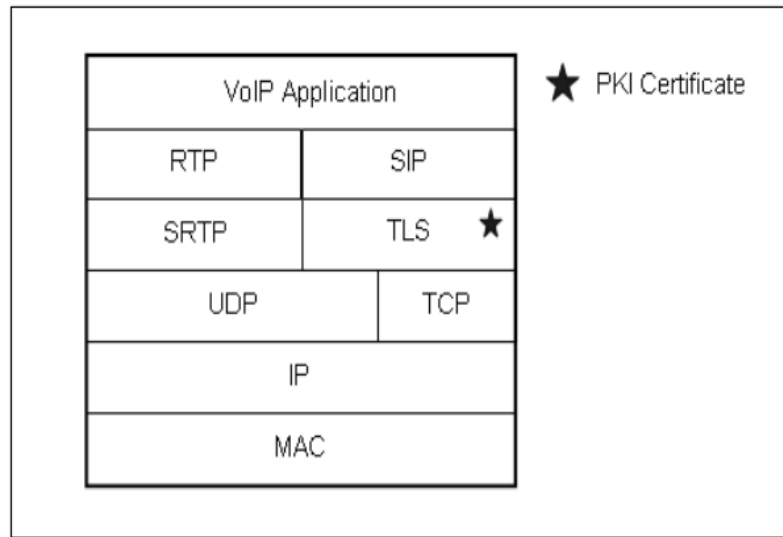 VoIP Application
★ PKI Certificate
RTP SIP
SRTP TLS ★
UDP TCP
IP
MAC